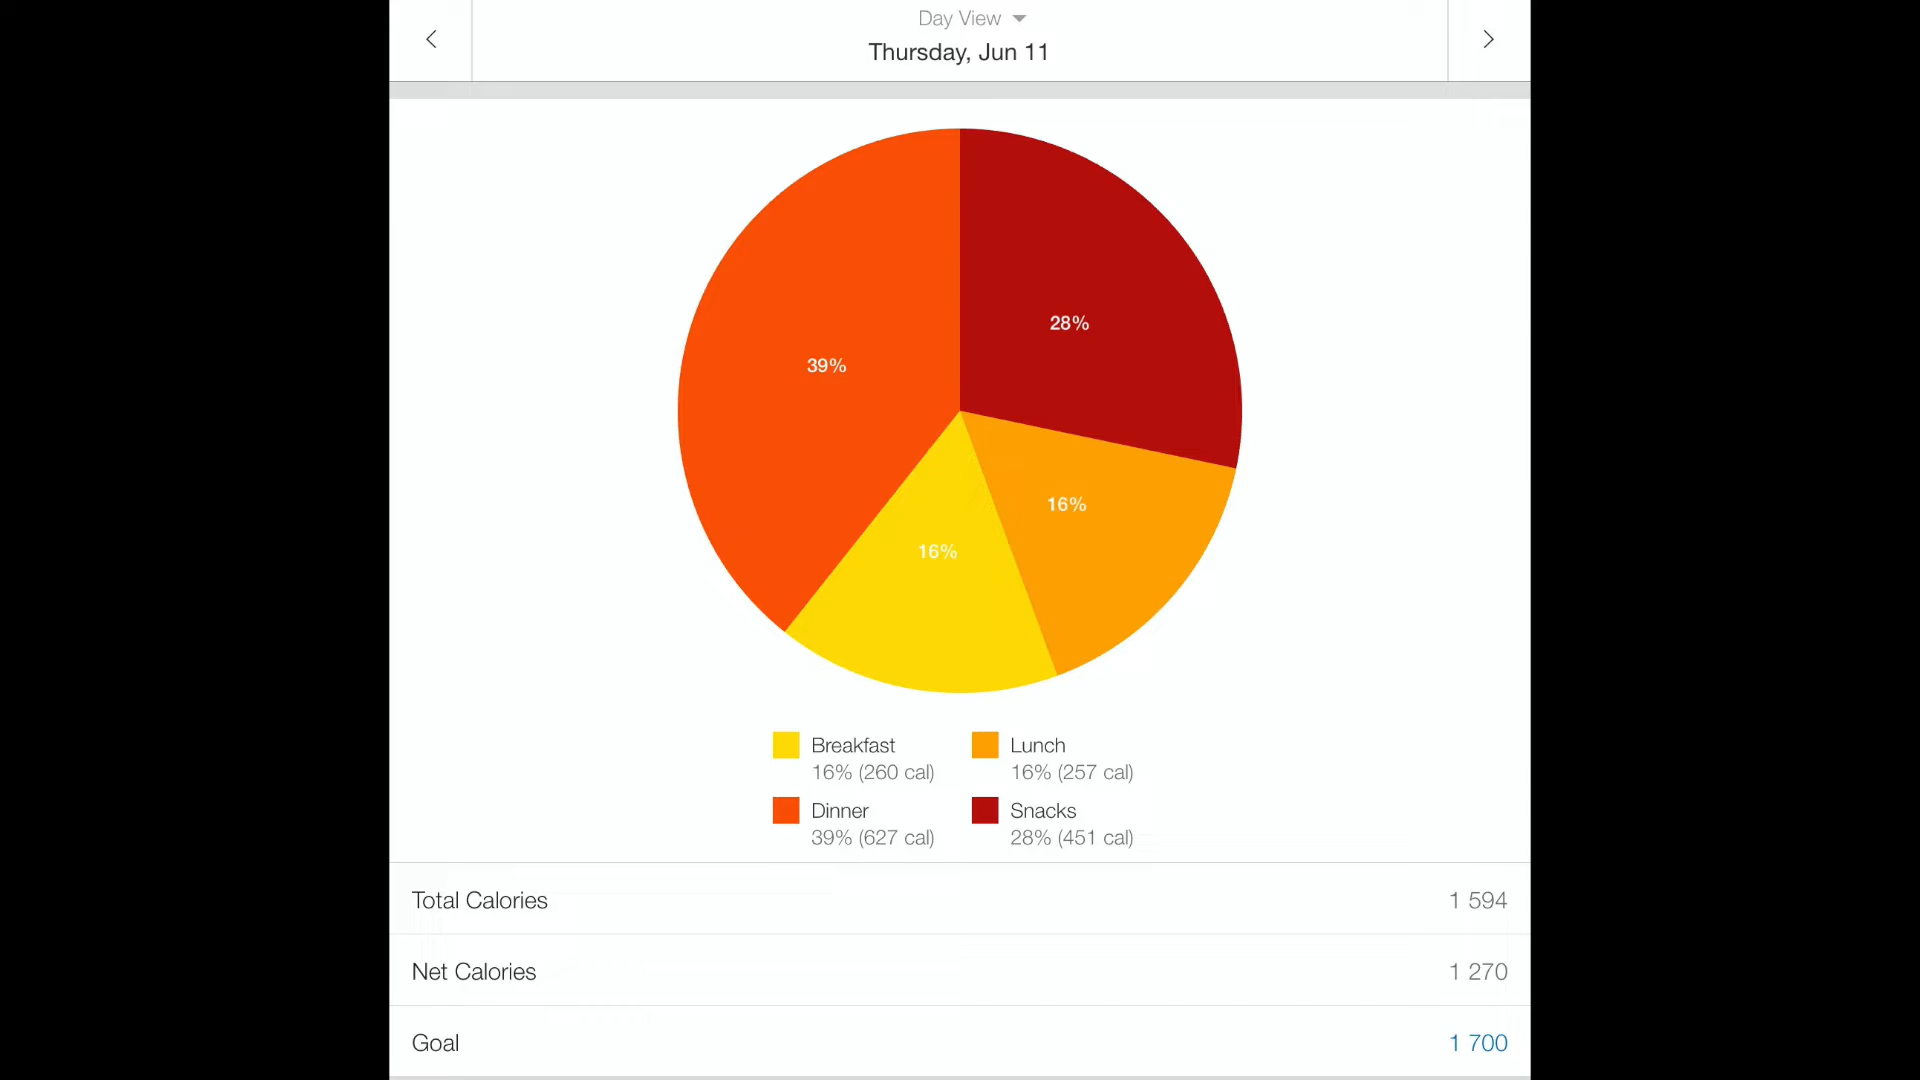 Day View
Thursday, Jun 11
28%
39%
16%
16%
Breakfast
16% (260 cal)
Lunch
16% (257 cal)
Dinner
39% (627 cal)
Snacks
28% (451 cal)
Total Calories 1 594
Net Calories 1 270
Goal 1 700